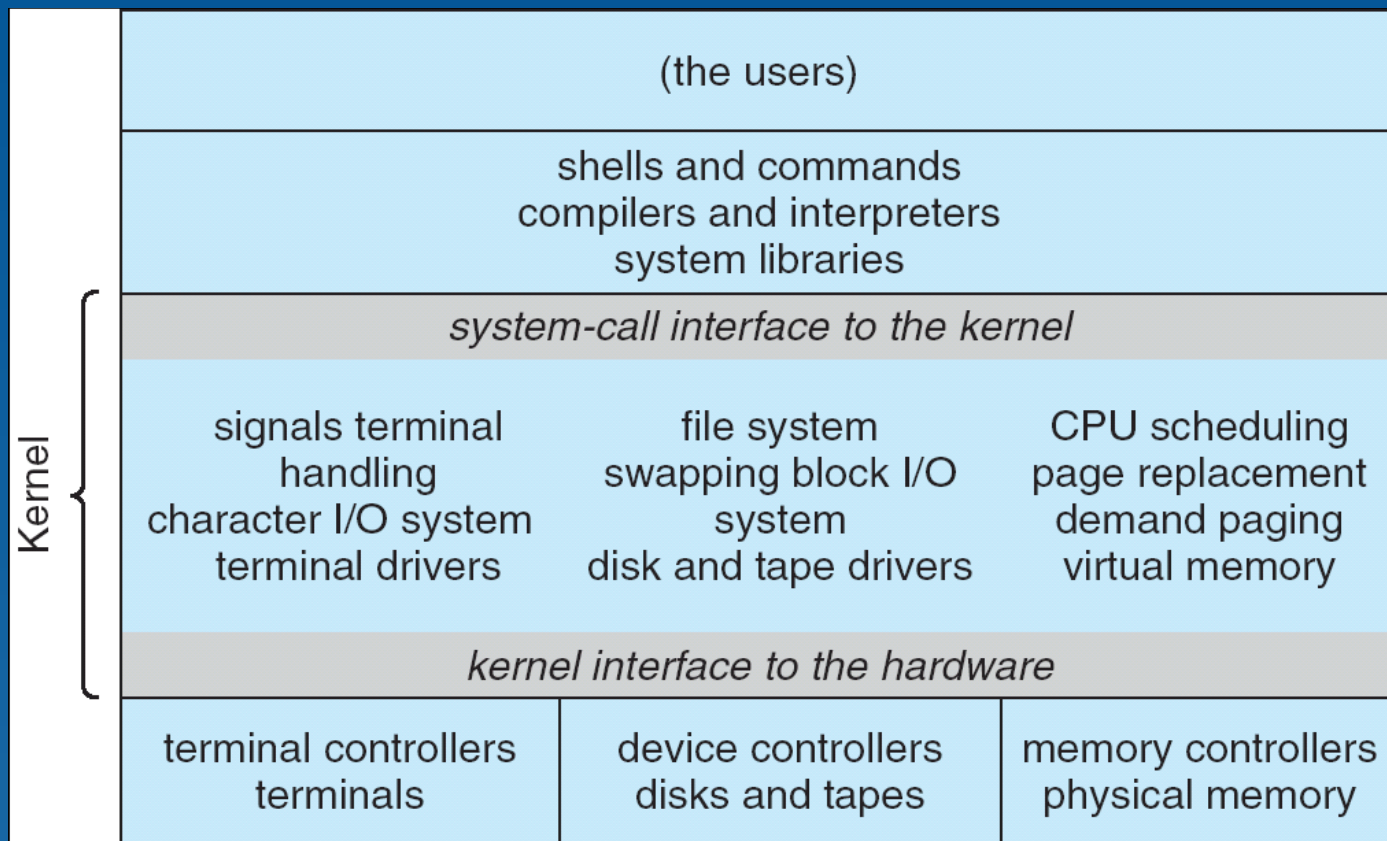 (the users)
shells and commands
compilers and interpreters
system libraries
Kernel
system-call interface to the kernel
signals terminal
handling
character I/O system
terminal drivers
file system
swapping block I/O
system
disk and tape drivers
CPU scheduling
page replacement
demand paging
virtual memory
kernel interface to the hardware
terminal controllers
terminals
device controllers
disks and tapes
memory controllers
physical memory